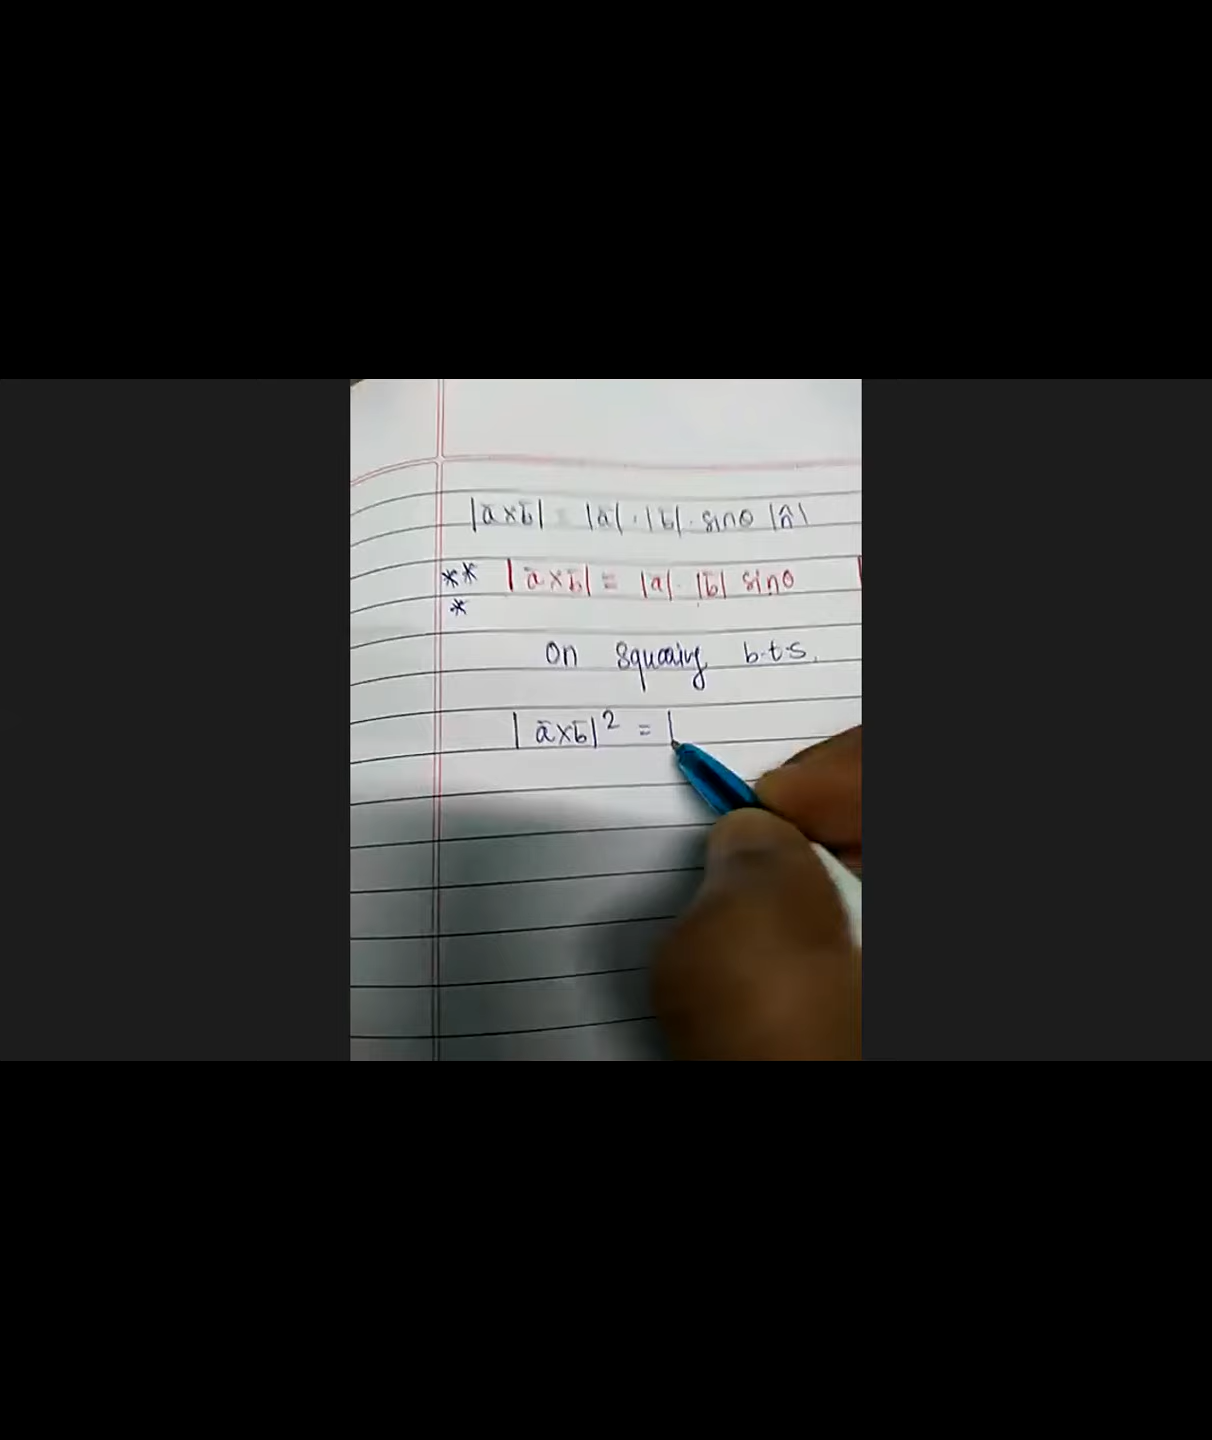 |a̅×b̅| = |a̅|·|b̅|·sinθ |n̂|
** |a̅×b̅| = |a̅|·|b̅| sinθ
*
On squaring b.t.s.
|a̅×b̅|² = |